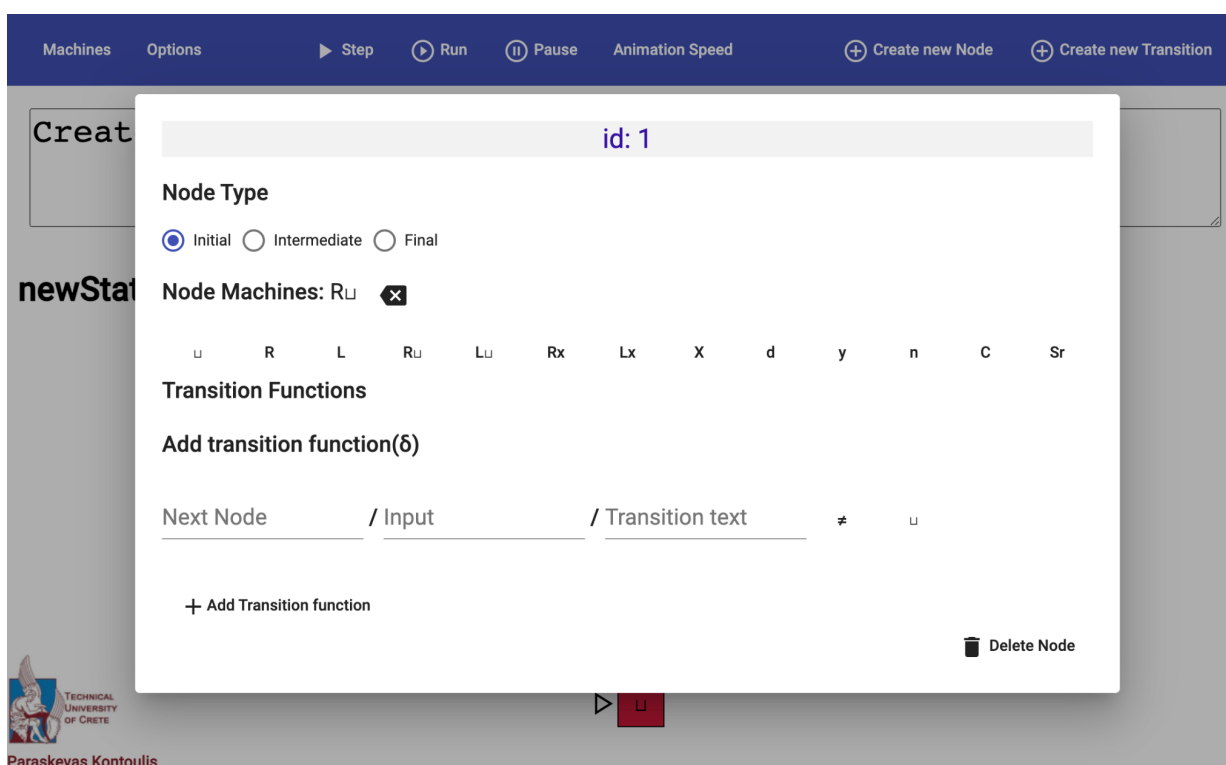 Machines Options Step Run Pause Animation Speed Create new Node Create new Transition
Creat
id: 1
Node Type
Initial Intermediate Final
newStat
Node Machines: R⊔
⊔ R L R⊔ L⊔ Rx Lx X d y n C Sr
Transition Functions
Add transition function(δ)
Next Node / Input / Transition text ≠ ⊔
Add Transition function
Delete Node
⊔
TECHNICAL
UNIVERSITY
OF CRETE
Paraskevas Kontoulis